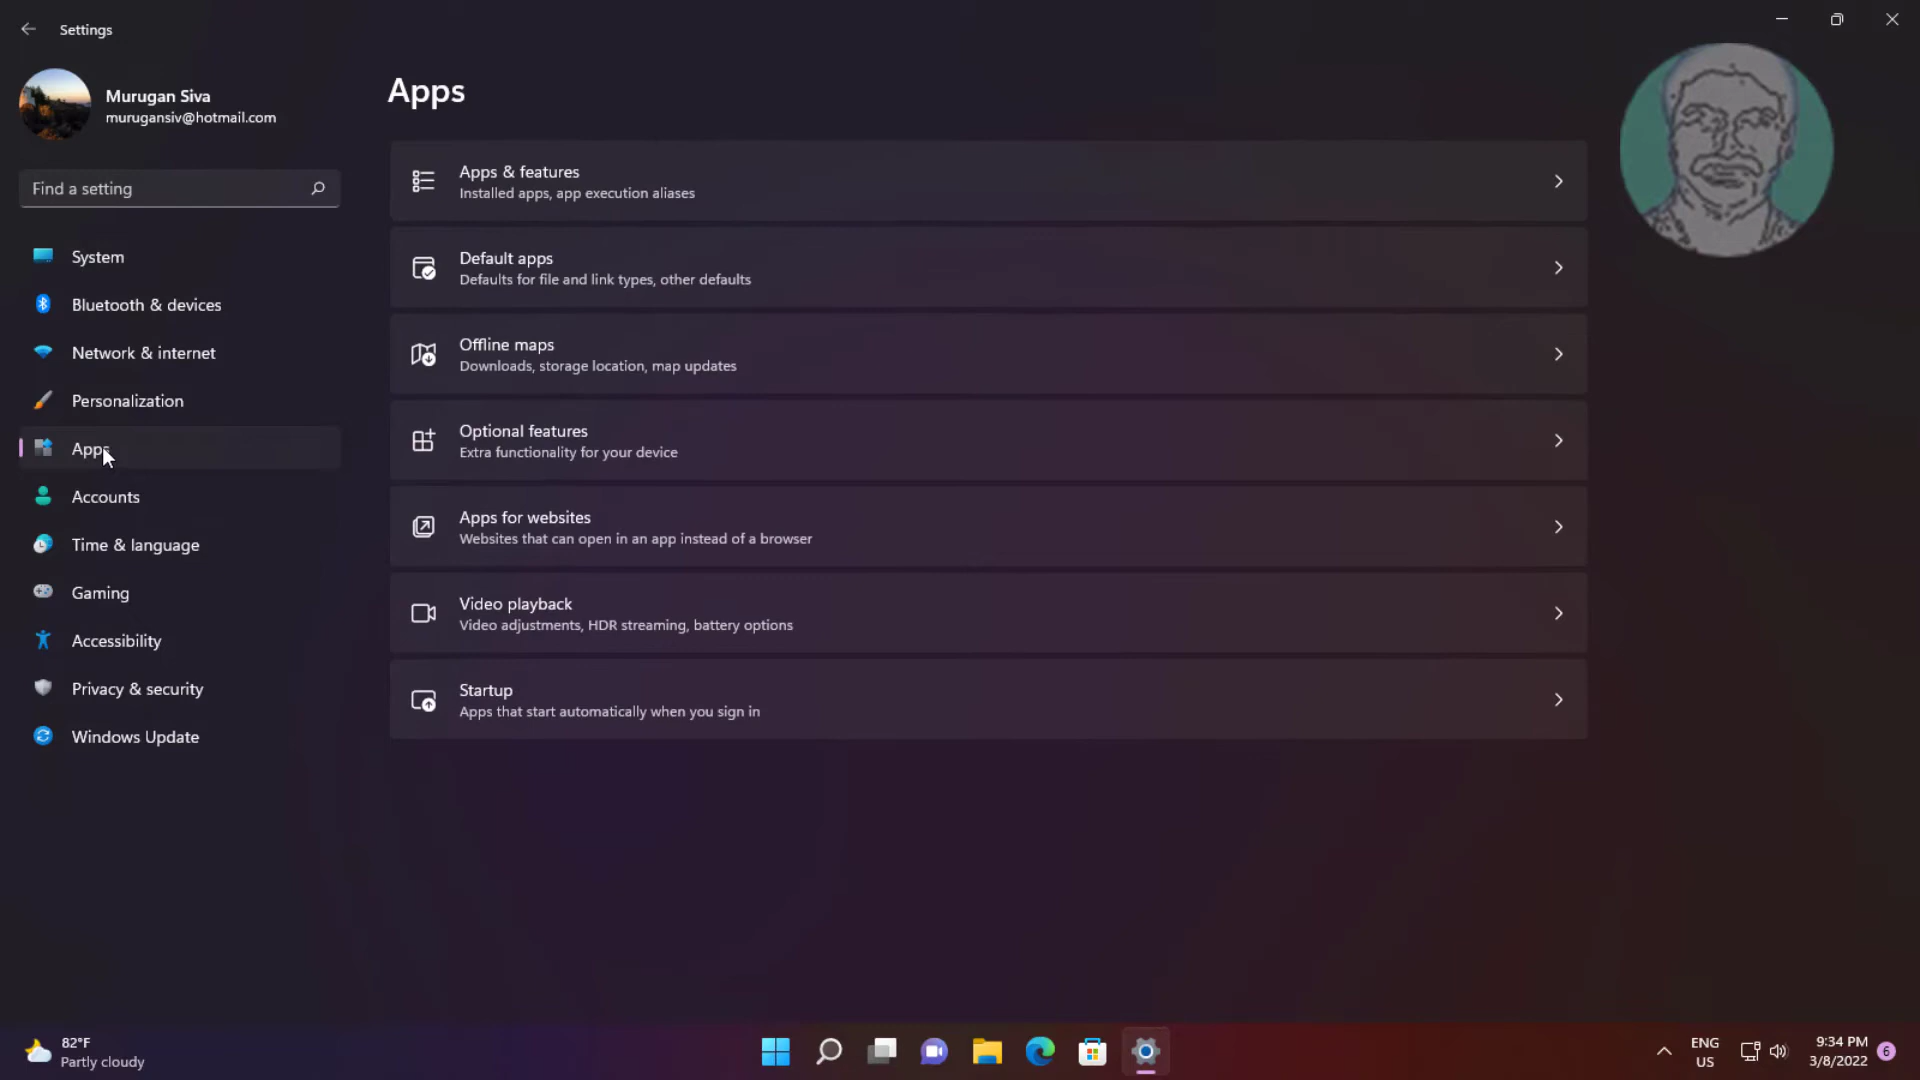 Settings
Murugan Siva
murugansiv@hotmail.com
Find a setting
System
Bluetooth & devices
Network & internet
Personalization
Apps
Accounts
Time & language
Gaming
Accessibility
Privacy & security
Windows Update
Apps
Apps & features
Installed apps, app execution aliases
Default apps
Defaults for file and link types, other defaults
Offline maps
Downloads, storage location, map updates
Optional features
Extra functionality for your device
Apps for websites
Websites that can open in an app instead of a browser
Video playback
Video adjustments, HDR streaming, battery options
Startup
Apps that start automatically when you sign in
82°F
Partly cloudy
ENG
US
9:34 PM
3/8/2022
6